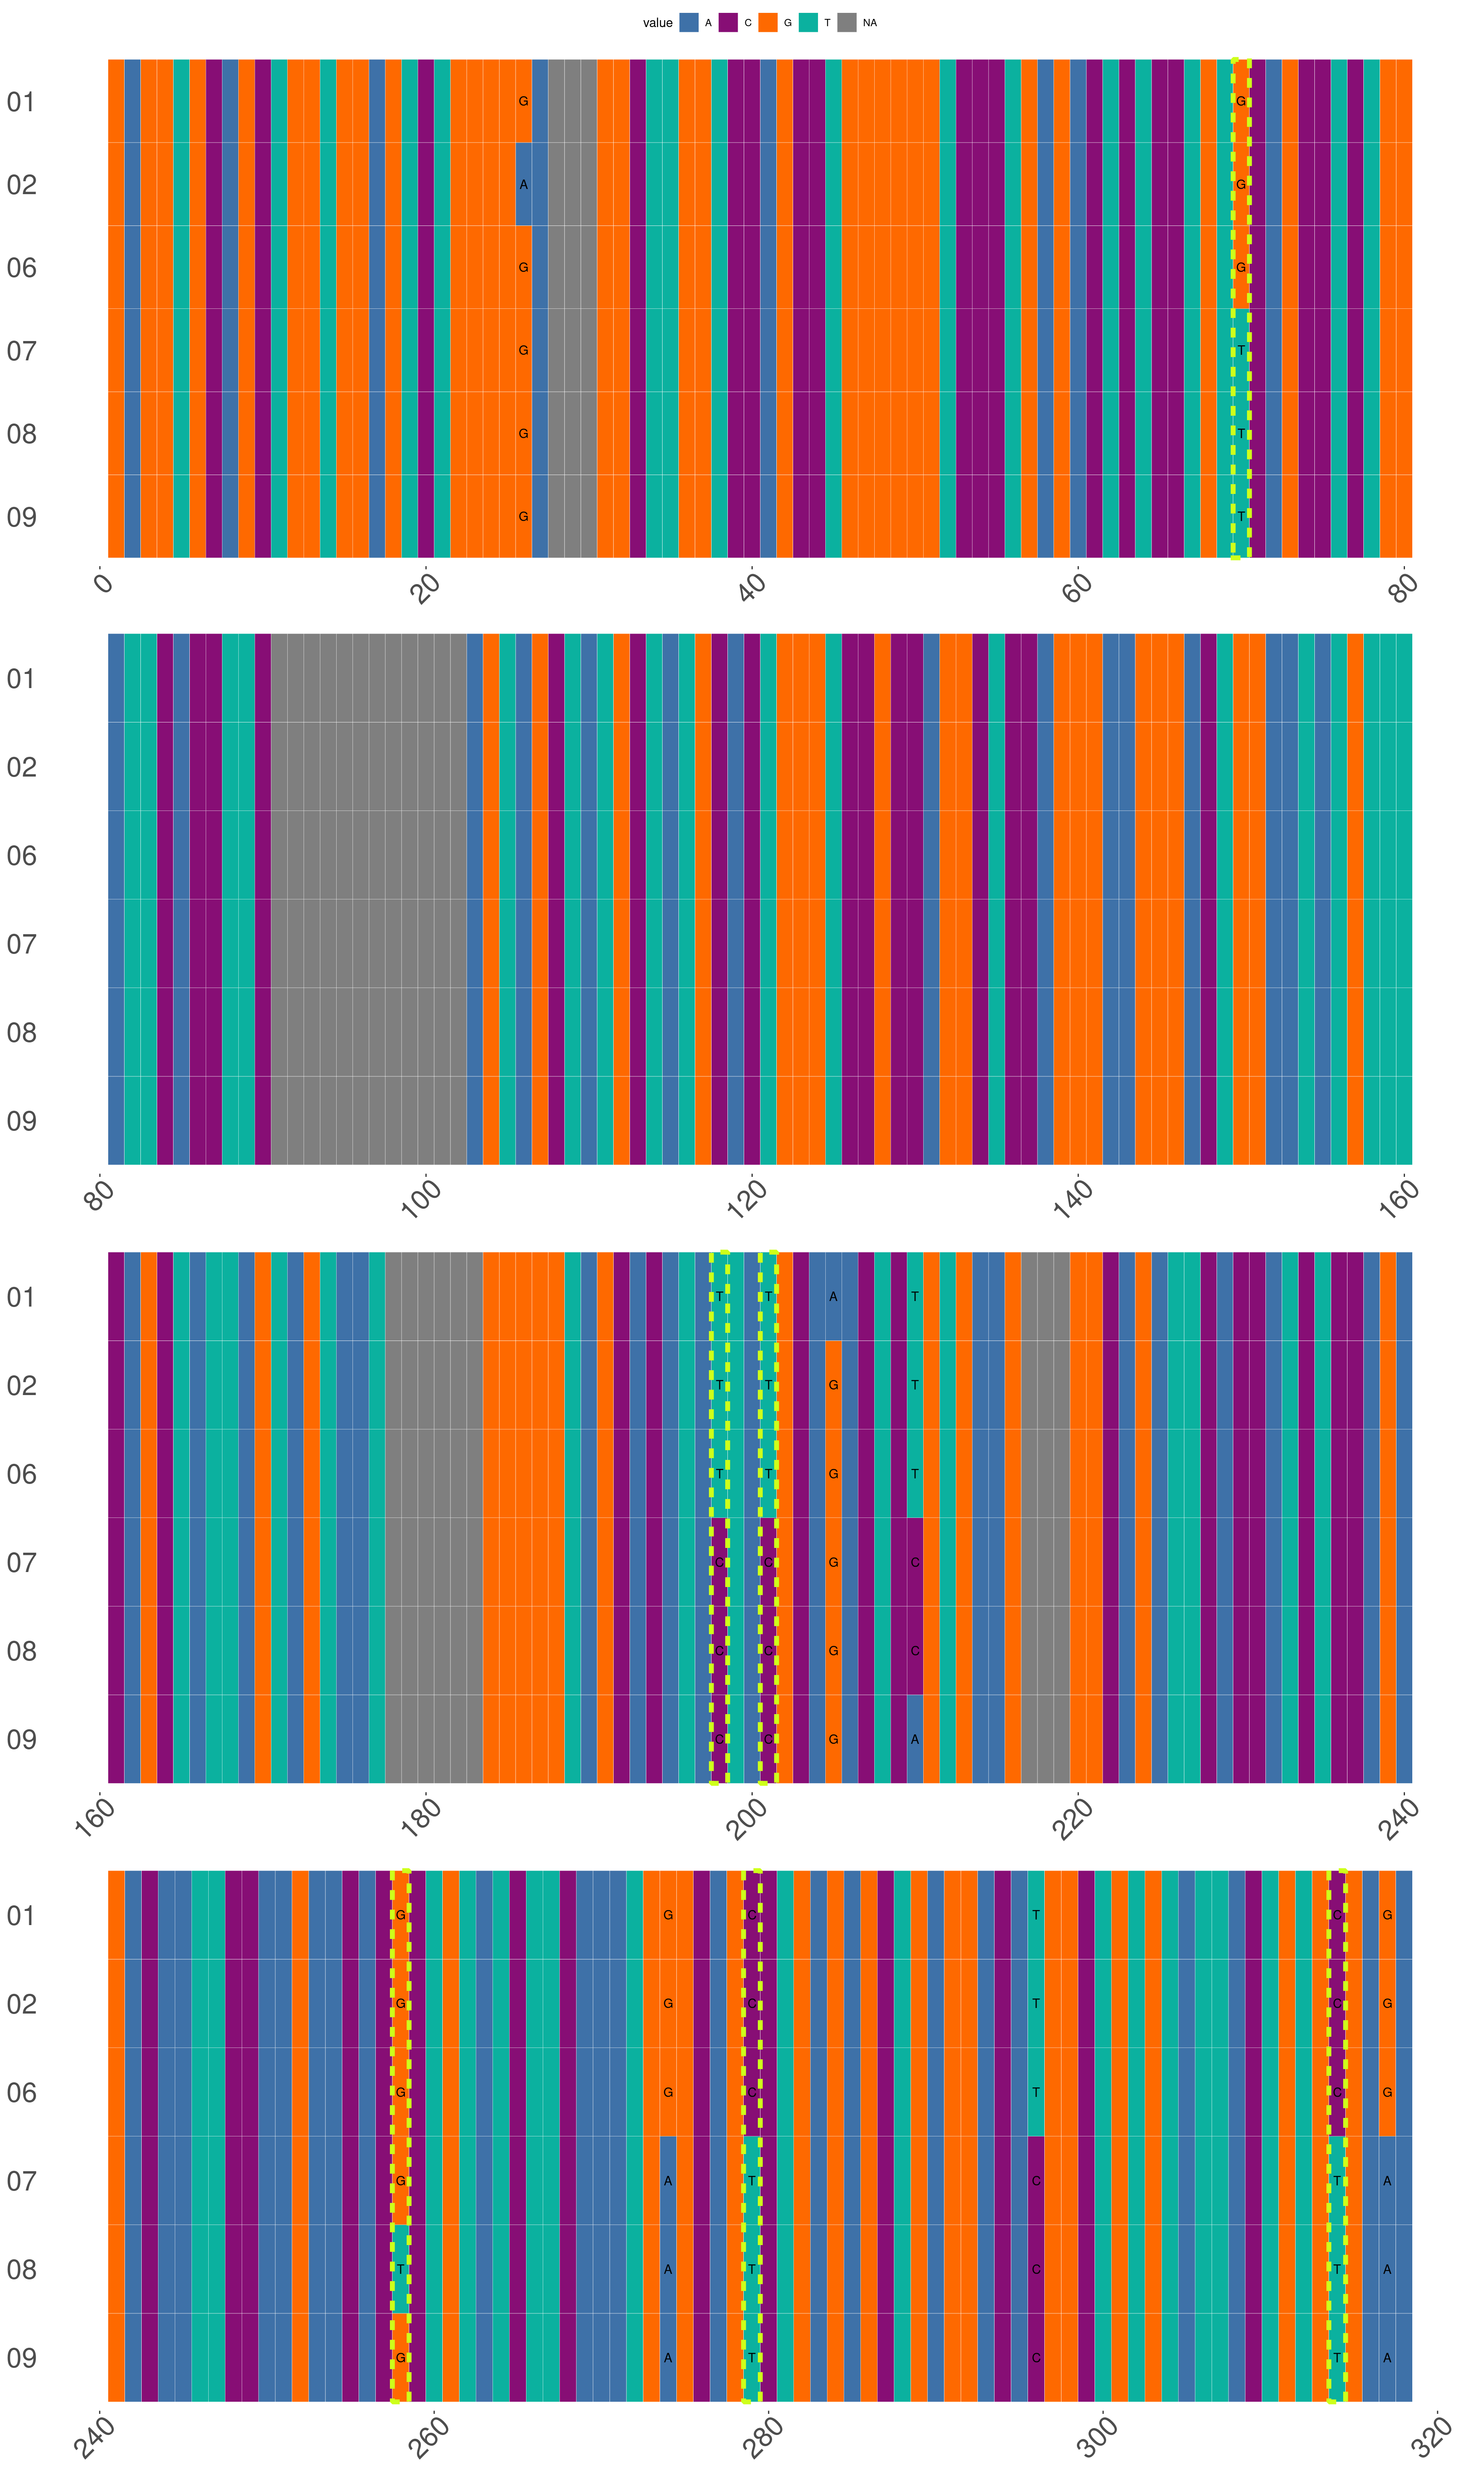 value A C G T NA
01 G G
02 A G
06 G G
07 G T
08 G T
09 G T
0 20 40 60 80
01
02
06
07
08
09
80 100 120 140 160
01 T T A T
02 T T G T
06 T T G T
07 C C G C
08 C C G C
09 C C G A
160 180 200 220 240
01 G G C T C G
02 G G C T C G
06 G G C T C G
07 G A T C T A
08 T A T C T A
09 G A T C T A
240 260 280 300 320